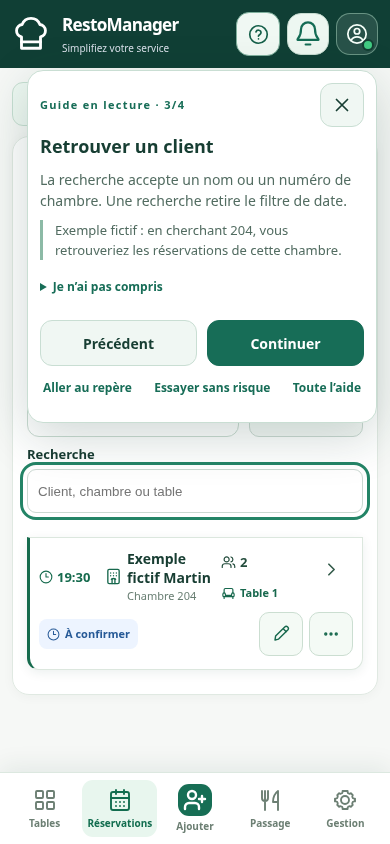 RestoManager
Simplifiez votre service
Guide en lecture · 3/4
Retrouver un client
La recherche accepte un nom ou un numéro de
chambre. Une recherche retire le filtre de date.
Exemple fictif : en cherchant 204, vous
retrouveriez les réservations de cette chambre.
Je n’ai pas compris
Précédent
Continuer
Aller au repère
Essayer sans risque
Toute l’aide
Recherche
Client, chambre ou table
19:30
Exemple
fictif Martin
Chambre 204
2
Table 1
À confirmer
Tables
Réservations
Ajouter
Passage
Gestion